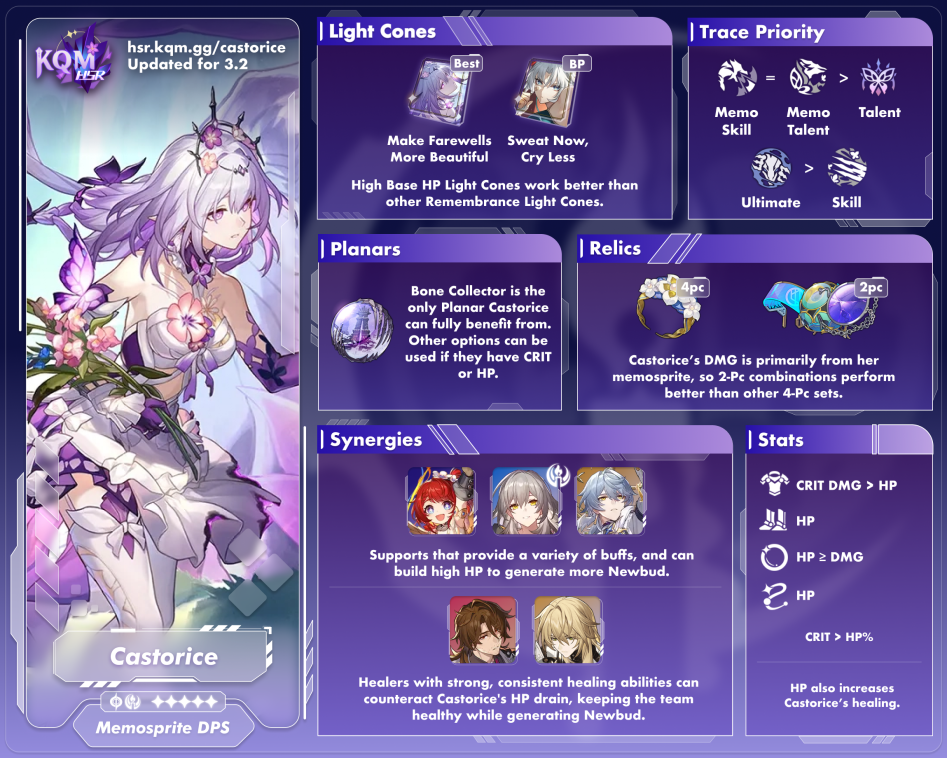 KQM
HSR
hsr.kqm.gg/castorice
Updated for 3.2
Castorice
Memosprite DPS
Light Cones
Best
BP
Make Farewells
More Beautiful
Sweat Now,
Cry Less
High Base HP Light Cones work better than
other Remembrance Light Cones.
Trace Priority
=
>
Memo
Skill
Memo
Talent
Talent
>
Ultimate
Skill
Planars
Bone Collector is the
only Planar Castorice
can fully benefit from.
Other options can be
used if they have CRIT
or HP.
Relics
4pc
2pc
Castorice's DMG is primarily from her
memosprite, so 2-Pc combinations perform
better than other 4-Pc sets.
Synergies
Supports that provide a variety of buffs, and can
build high HP to generate more Newbud.
Healers with strong, consistent healing abilities can
counteract Castorice's HP drain, keeping the team
healthy while generating Newbud.
Stats
CRIT DMG > HP
HP
HP ≥ DMG
HP
CRIT > HP%
HP also increases
Castorice's healing.